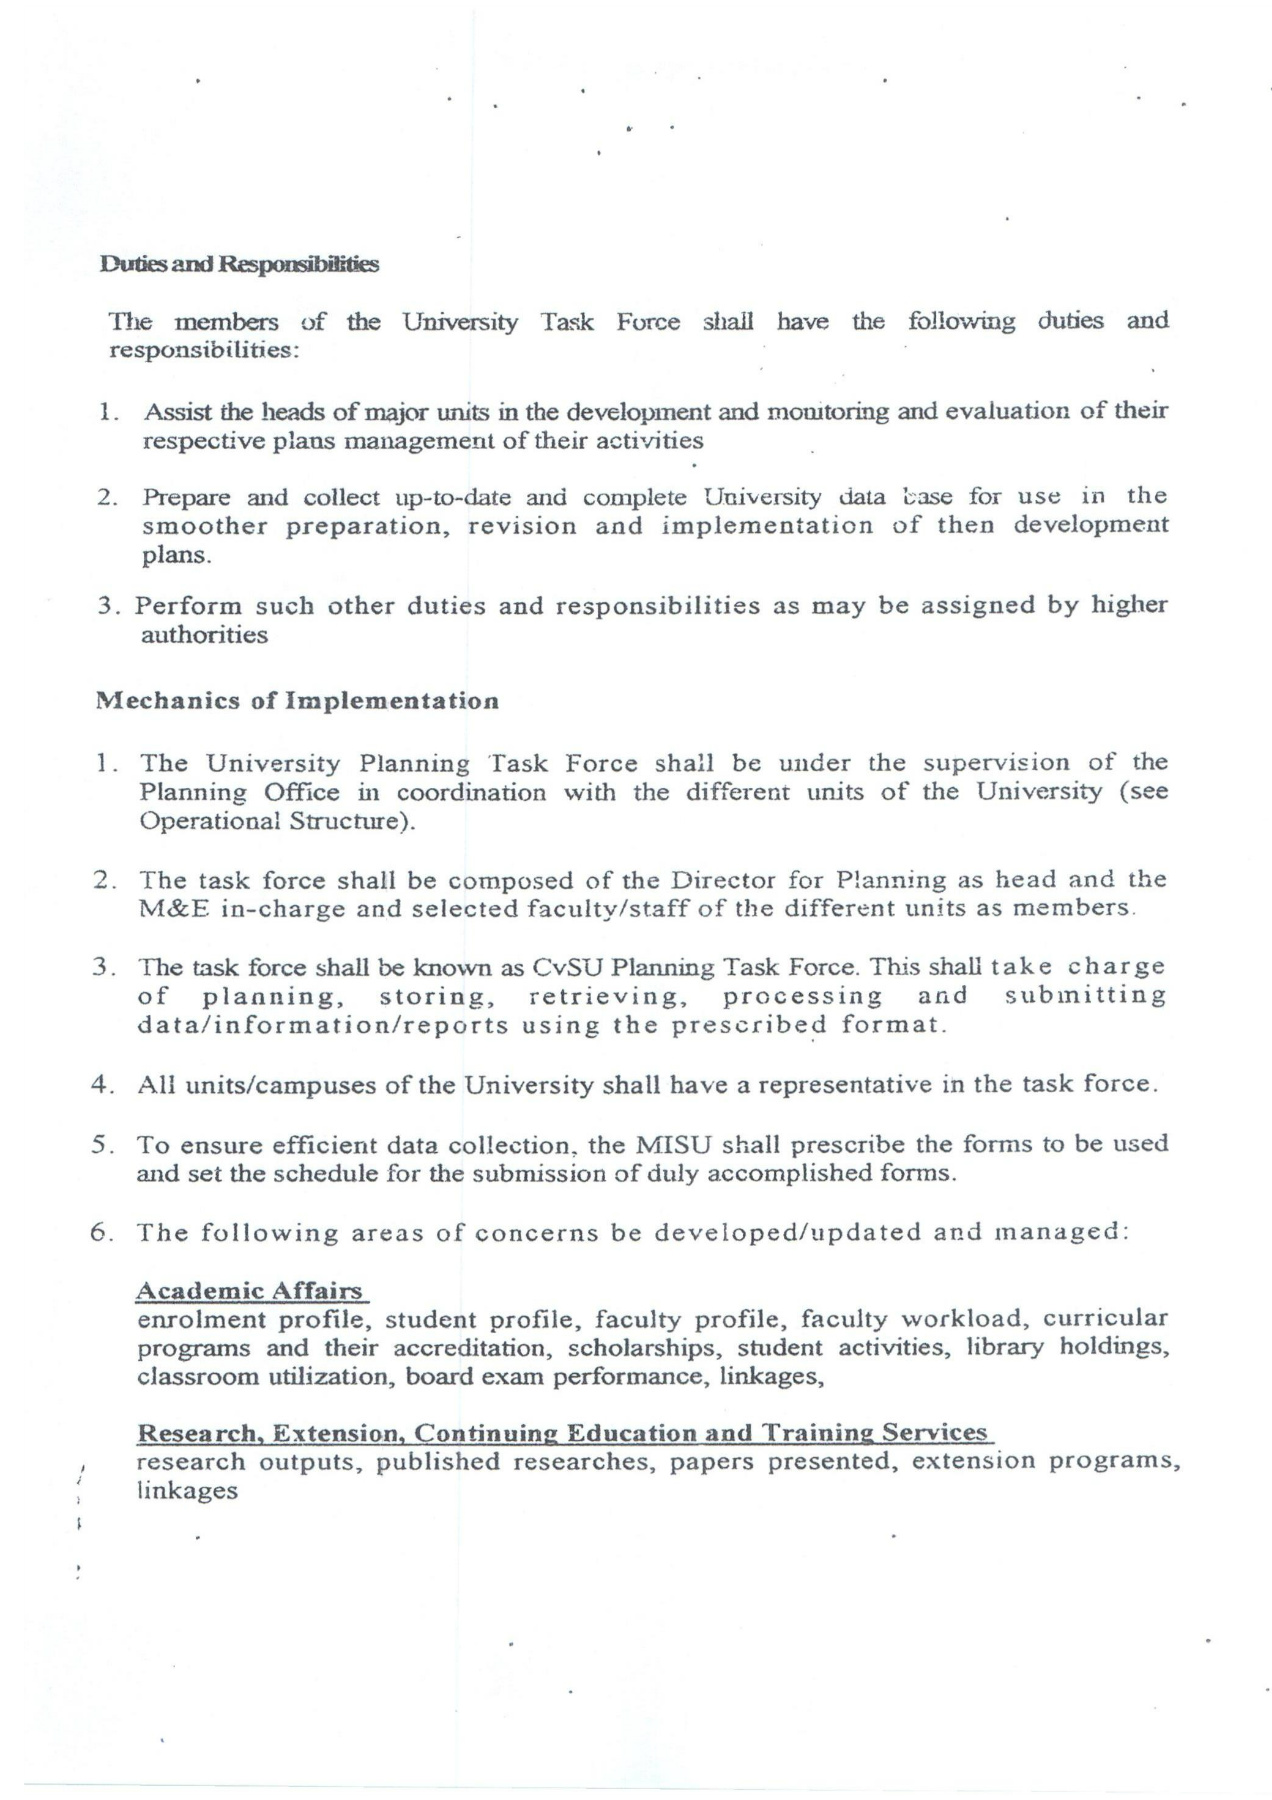 Duties and Responsibilities
The members of the University Task Force shall have the following duties and
responsibilities:
1. Assist the heads of major units in the development and monitoring and evaluation of their
respective plans management of their activities
2. Prepare and collect up-to-date and complete University data base for use in the
smoother preparation, revision and implementation of then development
plans.
3. Perform such other duties and responsibilities as may be assigned by higher
authorities
Mechanics of Implementation
1. The University Planning Task Force shall be under the supervision of the
Planning Office in coordination with the different units of the University (see
Operational Structure).
2. The task force shall be composed of the Director for Planning as head and the
M&E in-charge and selected faculty/staff of the different units as members.
3. The task force shall be known as CvSU Planning Task Force. This shall take charge
of planning, storing, retrieving, processing and submitting
data/information/reports using the prescribed format.
4. All units/campuses of the University shall have a representative in the task force.
5. To ensure efficient data collection, the MISU shall prescribe the forms to be used
and set the schedule for the submission of duly accomplished forms.
6. The following areas of concerns be developed/updated and managed:
Academic Affairs
enrolment profile, student profile, faculty profile, faculty workload, curricular
programs and their accreditation, scholarships, student activities, library holdings,
classroom utilization, board exam performance, linkages,
Research, Extension, Continuing Education and Training Services
research outputs, published researches, papers presented, extension programs,
linkages